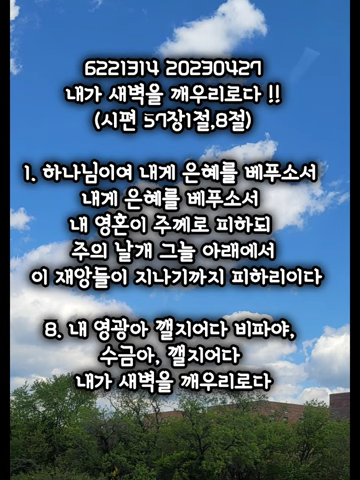 6221314 20230427
내가 새벽을 깨우리로다 !!
(시편 57장1절,8절)
1. 하나님이여 내게 은혜를 베푸소서
내게 은혜를 베푸소서
내 영혼이 주께로 피하되
주의 날개 그늘 아래에서
이 재앙들이 지나기까지 피하리이다
8. 내 영광아 깰지어다 비파야,
수금아, 깰지어다
내가 새벽을 깨우리로다